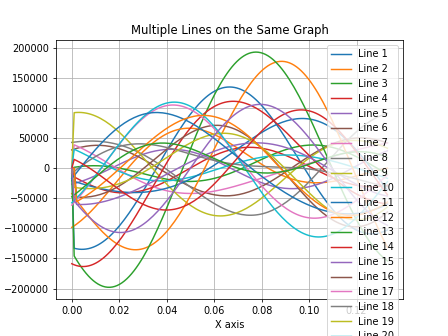 Multiple Lines on the Same Graph
200000
150000
100000
50000
0
−50000
−100000
−150000
−200000
0.00
0.02
0.04
0.06
0.08
0.10
X axis
Line 1
Line 2
Line 3
Line 4
Line 5
Line 6
Line 7
Line 8
Line 9
Line 10
Line 11
Line 12
Line 13
Line 14
Line 15
Line 16
Line 17
Line 18
Line 19
Line 20